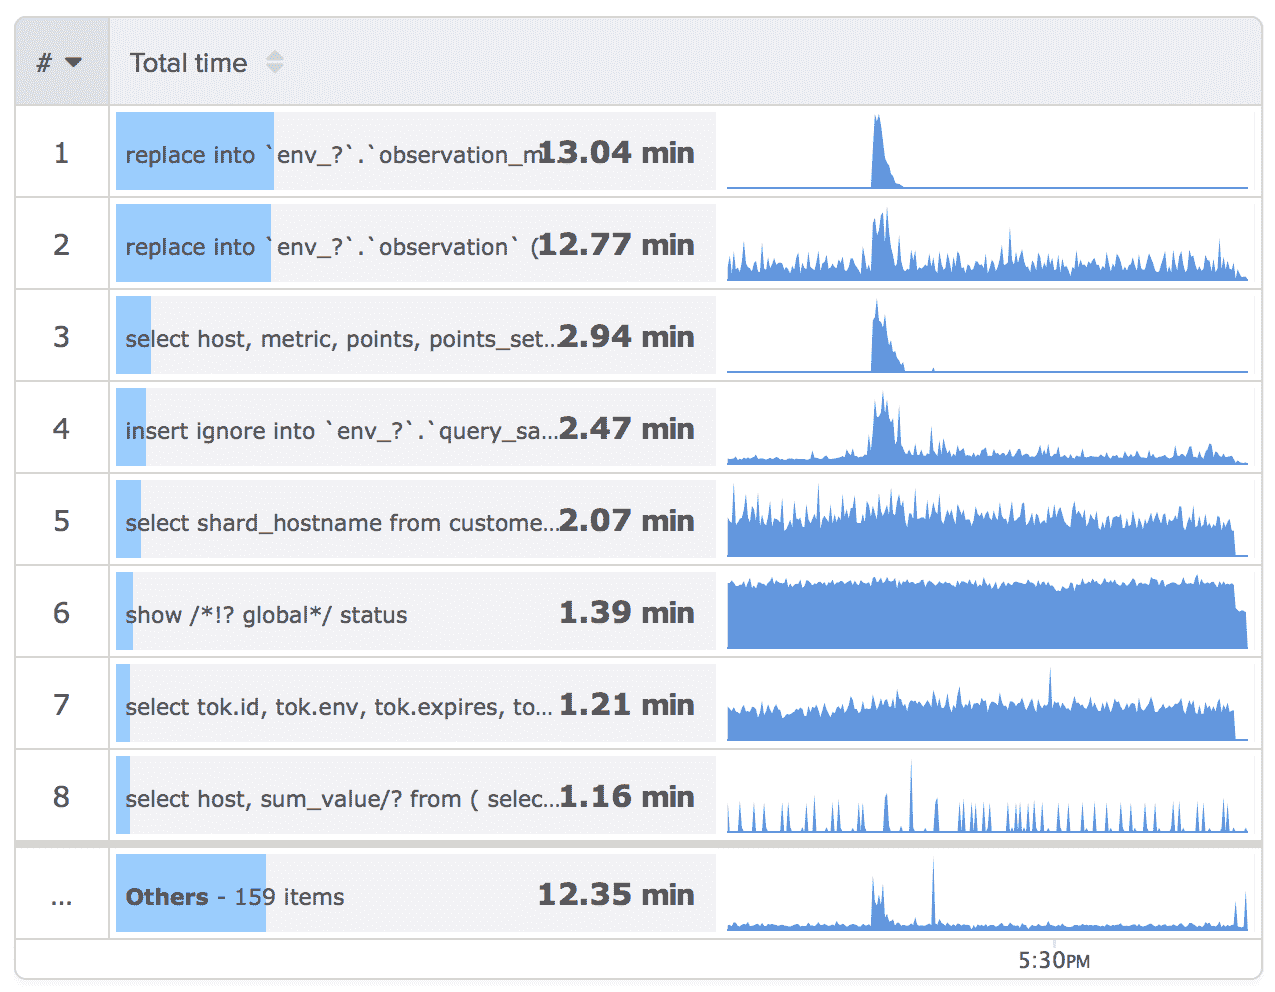 # Total time
1 replace into `env_?`.`observation_m 13.04 min
2 replace into `env_?`.`observation` ( 12.77 min
3 select host, metric, points, points_set... 2.94 min
4 insert ignore into `env_?`.`query_sa... 2.47 min
5 select shard_hostname from custome... 2.07 min
6 show /*!? global*/ status 1.39 min
7 select tok.id, tok.env, tok.expires, to... 1.21 min
8 select host, sum_value/? from ( selec... 1.16 min
... Others - 159 items 12.35 min
5:30PM